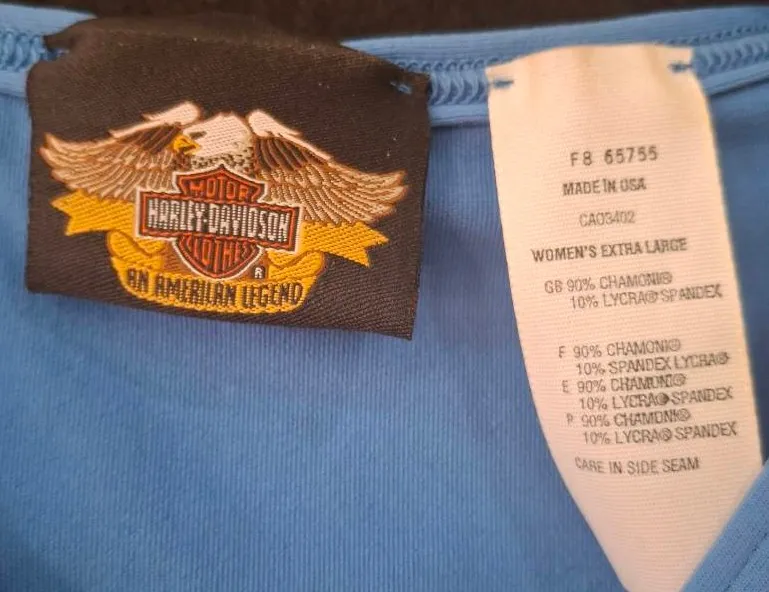 MOTOR
HARLEY-DAVIDSON
CLOTHES
®
AN AMERICAN LEGEND
F8 65755
MADE IN USA
CA03402
WOMEN'S EXTRA LARGE
GB 90% CHAMONI®
10% LYCRA® SPANDEX
F 90% CHAMONI®
10% SPANDEX LYCRA®
E 90% CHAMONI®
10% LYCRA® SPANDEX
P 90% CHAMONI®
10% LYCRA® SPANDEX
CARE IN SIDE SEAM